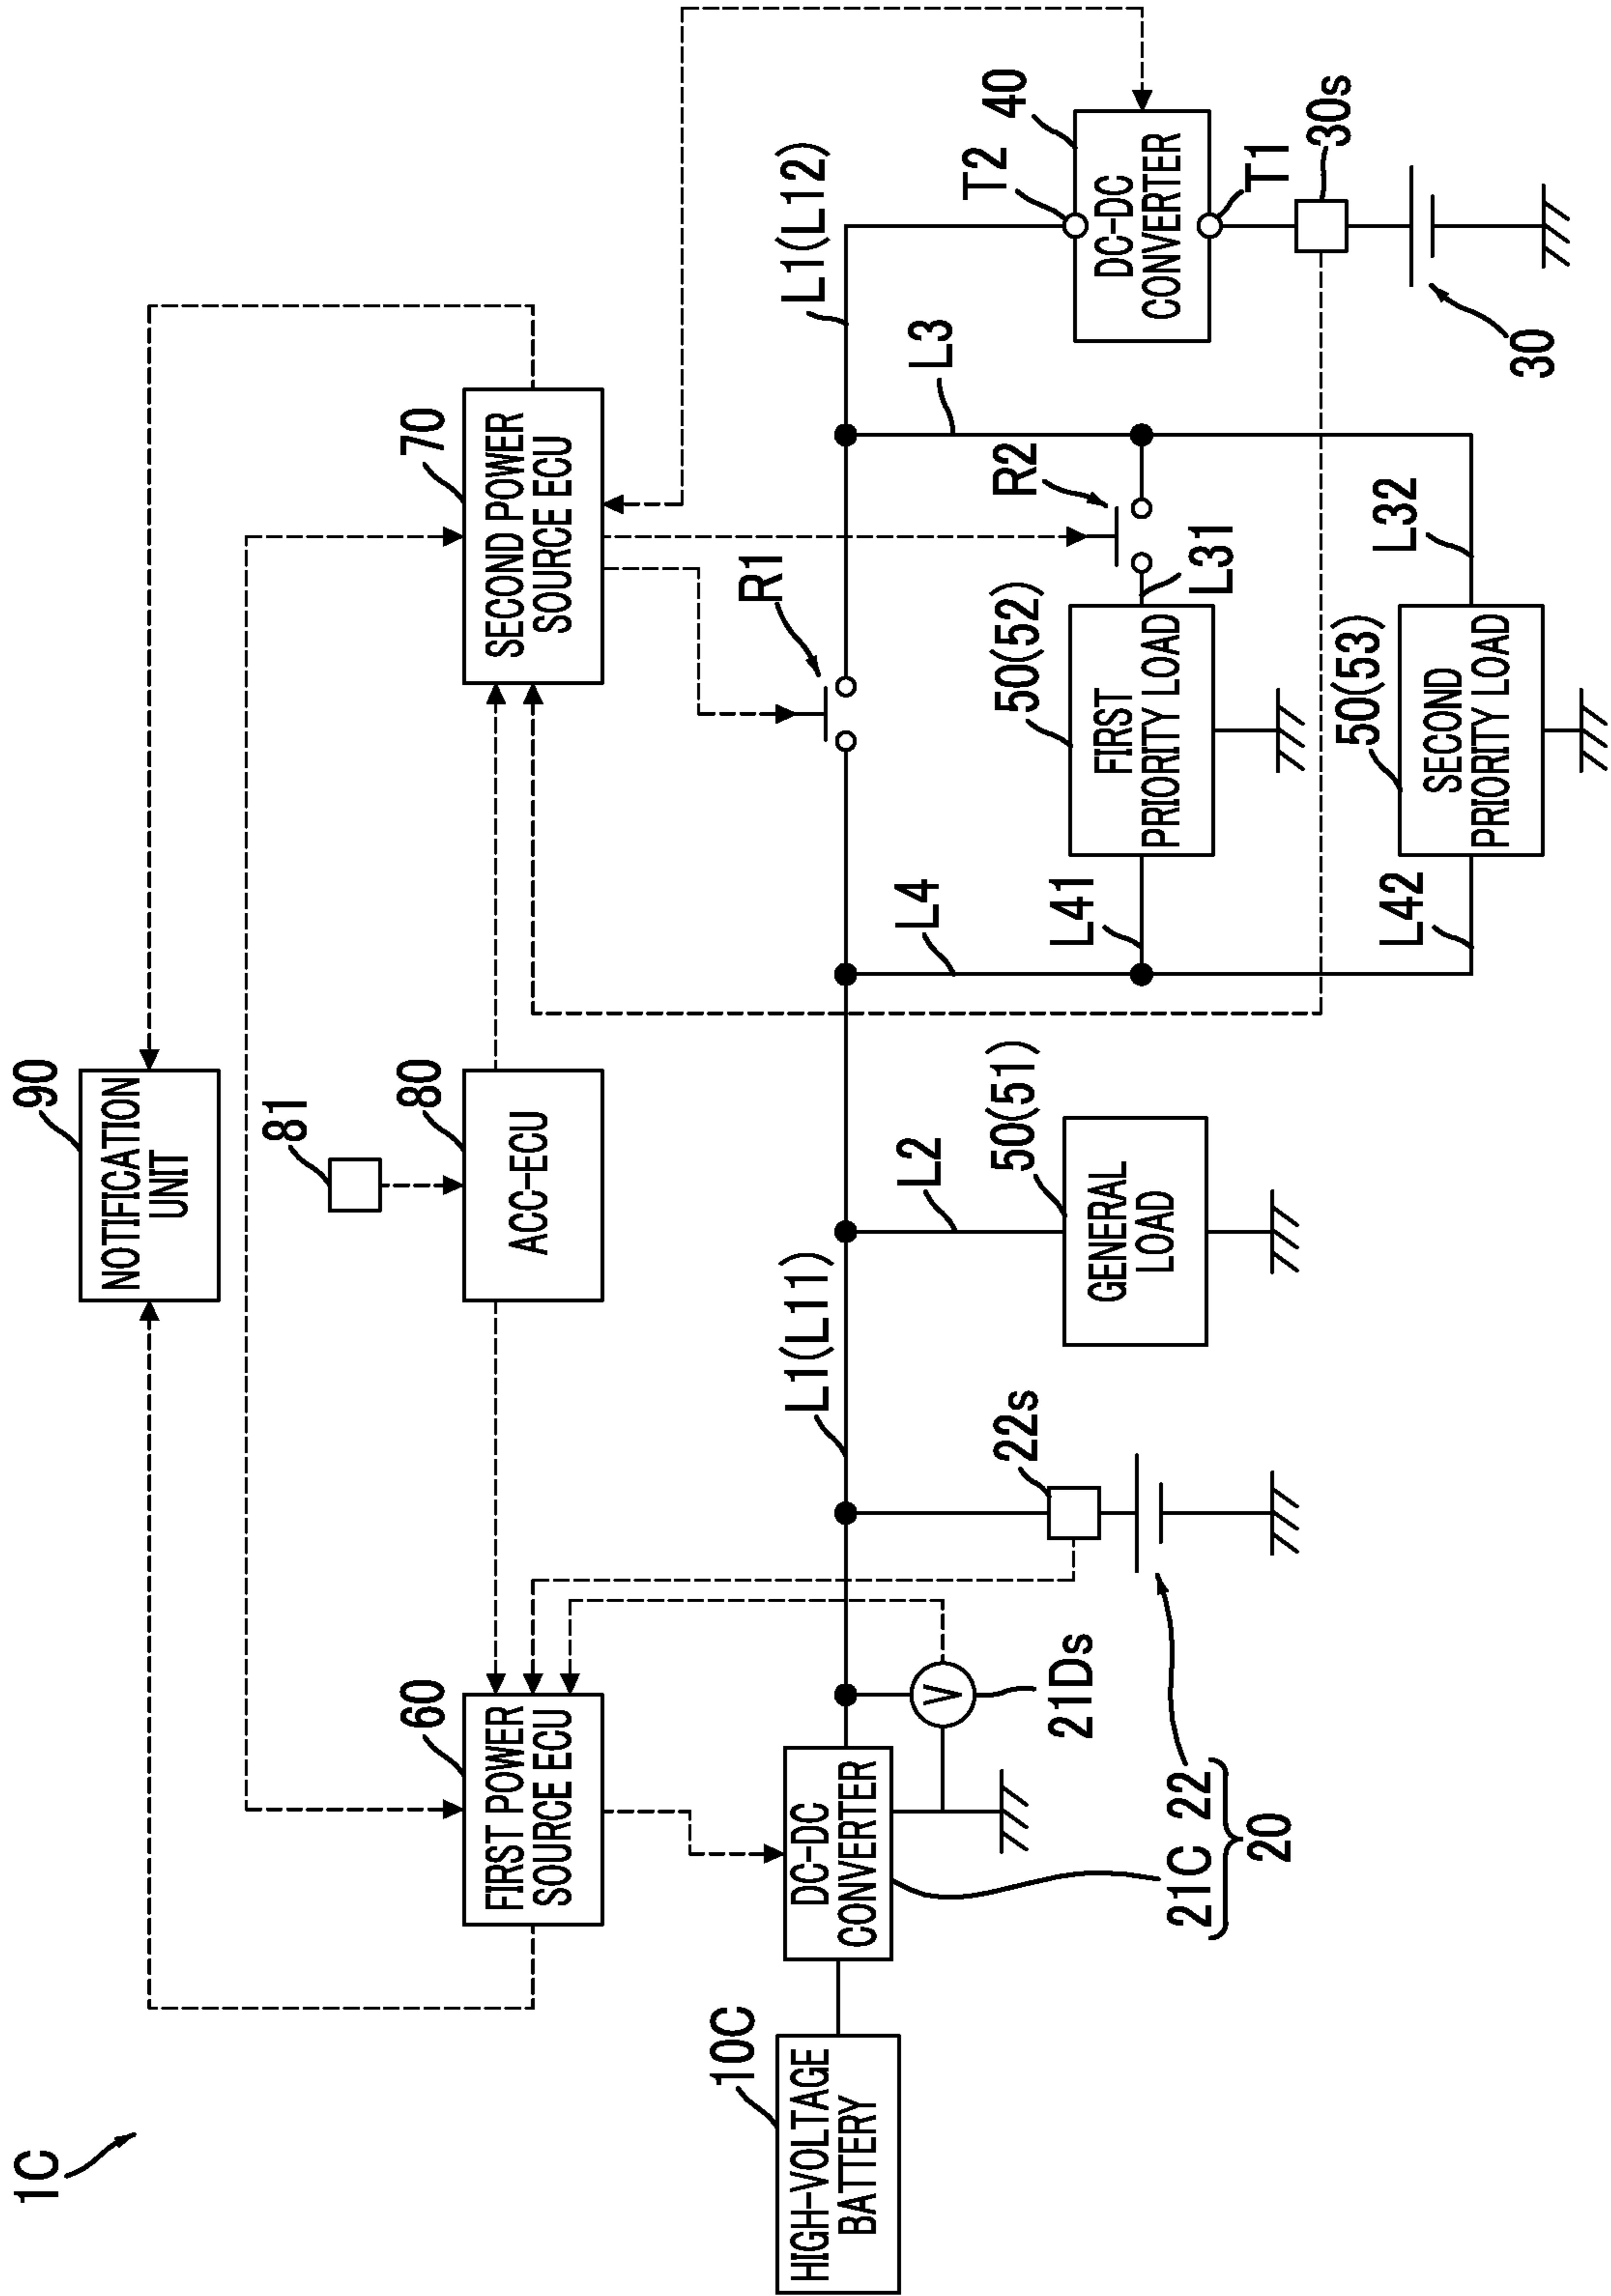 1C
90
NOTIFICATION
UNIT
81
60
FIRST POWER
SOURCE ECU
80
ACC-ECU
70
SECOND POWER
SOURCE ECU
10C
HIGH-VOLTAGE
BATTERY
DC-DC
CONVERTER
L1(L11)
R1
L1(L12)
21Ds
V
22s
L2
50(51)
GENERAL
LOAD
L4
L3
T2
40
DC-DC
CONVERTER
T1
30s
30
R2
L41
50(52)
FIRST
PRIORITY LOAD
L31
L42
50(53)
SECOND
PRIORITY LOAD
L32
21C 22
20